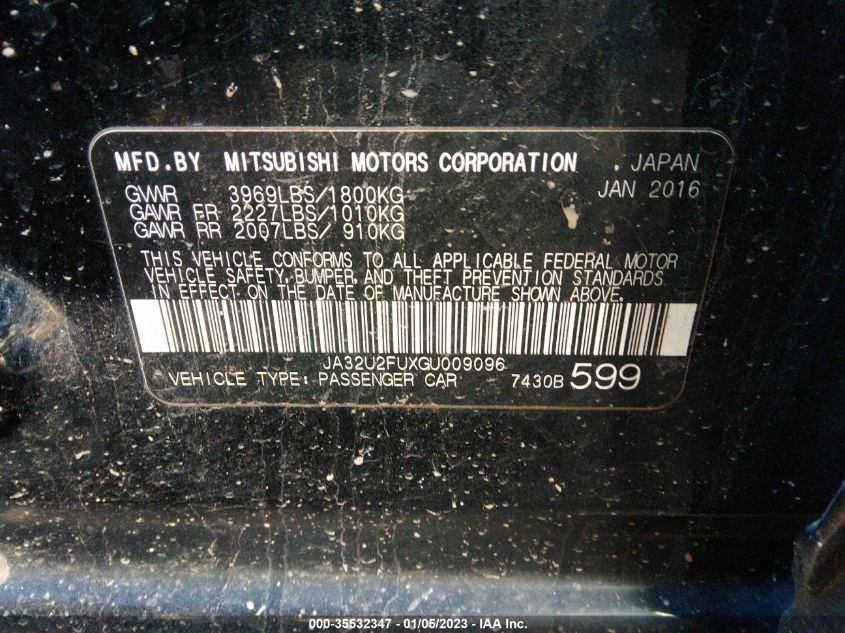 MFD.BY MITSUBISHI MOTORS CORPORATION . JAPAN
JAN 2016
GVWR 3969LBS/1800KG
GAWR FR 2227LBS/1010KG
GAWR RR 2007LBS/ 910KG
THIS VEHICLE CONFORMS TO ALL APPLICABLE FEDERAL MOTOR
VEHICLE SAFETY, BUMPER, AND THEFT PREVENTION STANDARDS
IN EFFECT ON THE DATE OF MANUFACTURE SHOWN ABOVE.
JA32U2FUXGU009096
VEHICLE TYPE: PASSENGER CAR 7430B 599
000-35532347 - 01/05/2023 - IAA Inc.